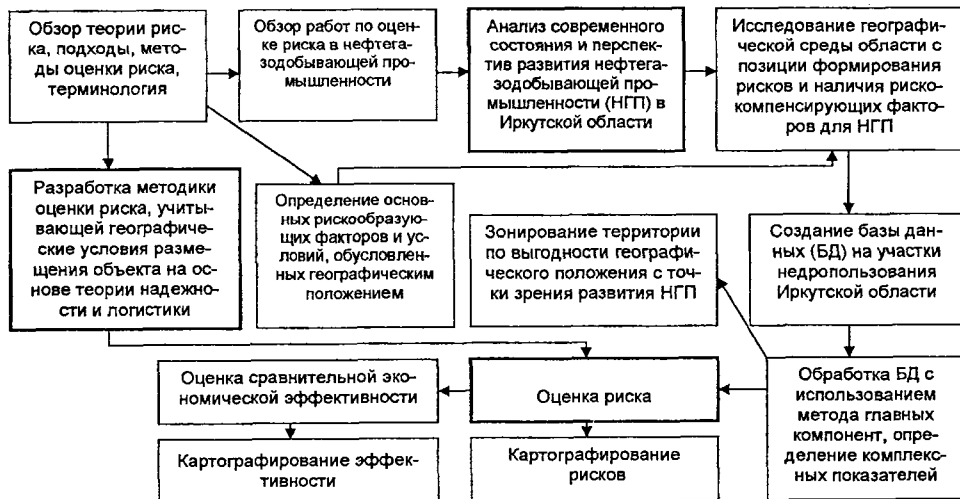 Обзор теории рис-
ка, подходы, мето-
ды оценки риска,
терминология
Обзор работ по оцен-
ке риска в нефтега-
зодобывающей про-
мышленности
Анализ современного
состояния и перспек-
тив развития нефтега-
зодобывающей про-
мышленности (НГП) в
Иркутской области
Исследование географи-
ческой среды области с
позиции формирования
рисков и наличия риско-
компенсирующих факто-
ров для НГП
Разработка методики
оценки риска, учиты-
вающей географиче-
ские условия разме-
щения объекта на ос-
нове теории надежно-
сти и логистики
Определение основ-
ных рискообразую-
щих факторов и ус-
ловий, обусловлен-
ных географическим
положением
Зонирование территории
по выгодности географи-
ческого положения с точ-
ки зрения развития НГП
Создание базы дан-
ных (БД) на участки
недропользования
Иркутской области
Оценка сравнительной эко-
номической эффективности
Оценка риска
Обработка БД с
использованием
метода главных
компонент, опре-
деление комплекс-
ных показателей
Картографирование эффек-
тивности
Картографирование
рисков